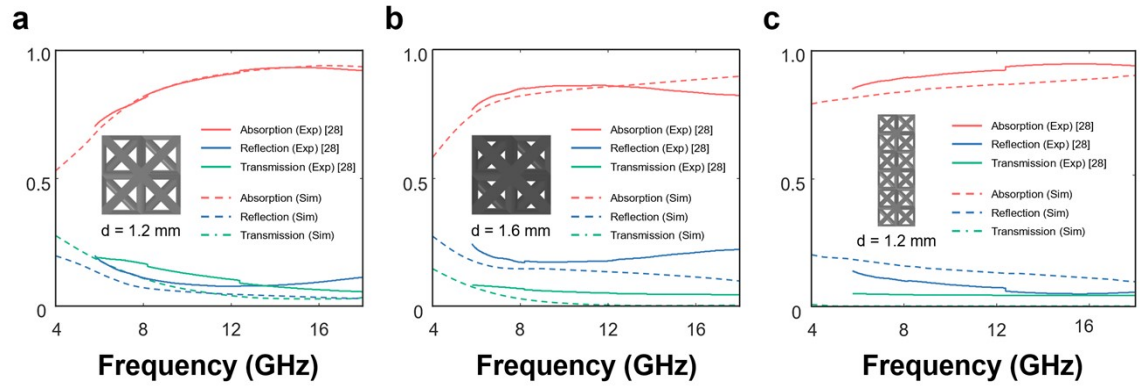 a
1.0
0.5
0
4
8
12
16
Absorption (Exp) [28]
Reflection (Exp) [28]
Transmission (Exp) [28]
Absorption (Sim)
Reflection (Sim)
Transmission (Sim)
d = 1.2 mm
Frequency (GHz)
b
1.0
0.5
0
4
8
12
16
Absorption (Exp) [28]
Reflection (Exp) [28]
Transmission (Exp) [28]
Absorption (Sim)
Reflection (Sim)
Transmission (Sim)
d = 1.6 mm
Frequency (GHz)
c
1.0
0.5
0
4
8
12
16
Absorption (Exp) [28]
Reflection (Exp) [28]
Transmission (Exp) [28]
Absorption (Sim)
Reflection (Sim)
Transmission (Sim)
d = 1.2 mm
Frequency (GHz)